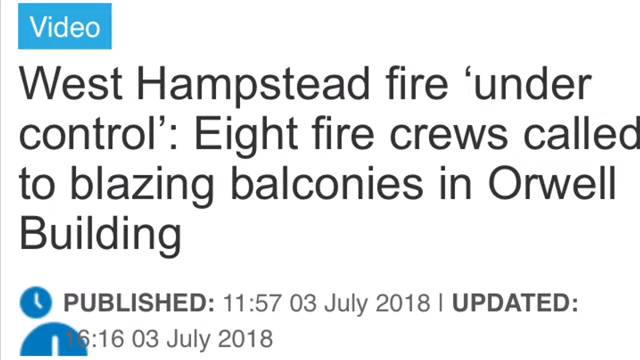 Video
West Hampstead fire ‘under
control’: Eight fire crews called
to blazing balconies in Orwell
Building
PUBLISHED: 11:57 03 July 2018 | UPDATED:
16:16 03 July 2018